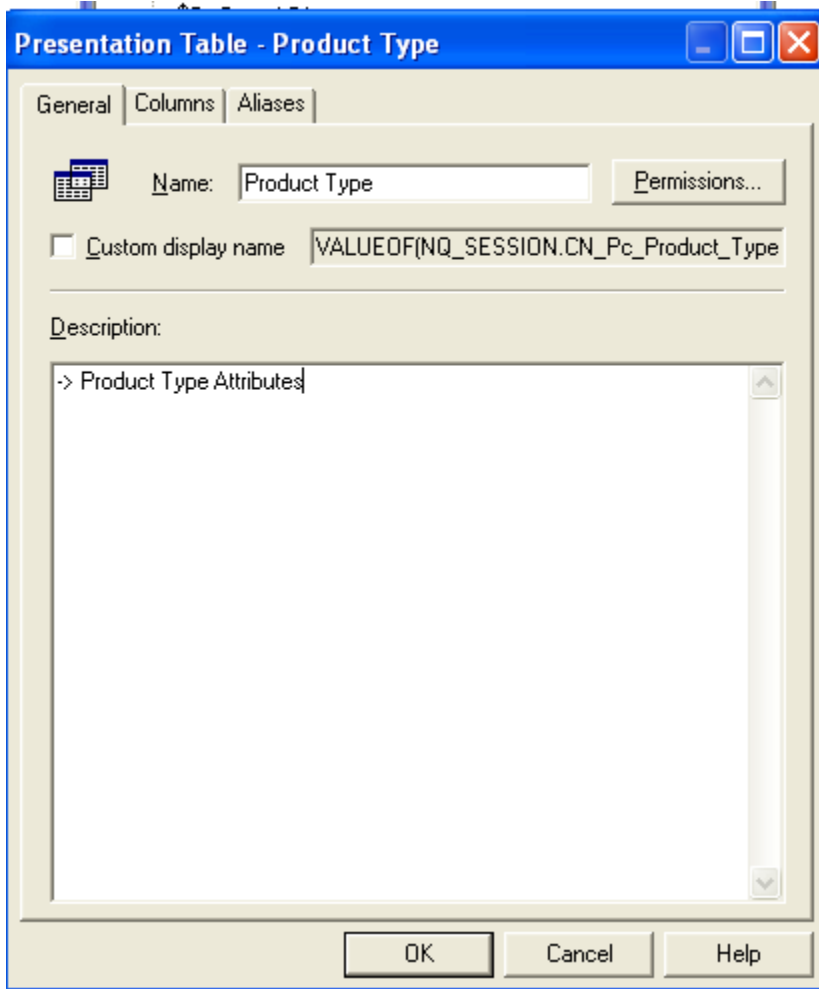 Presentation Table - Product Type
General Columns Aliases
Name: Product Type Permissions...
Custom display name VALUEOF(NQ_SESSION.CN_Pc_Product_Type
Description:
-> Product Type Attributes
OK Cancel Help